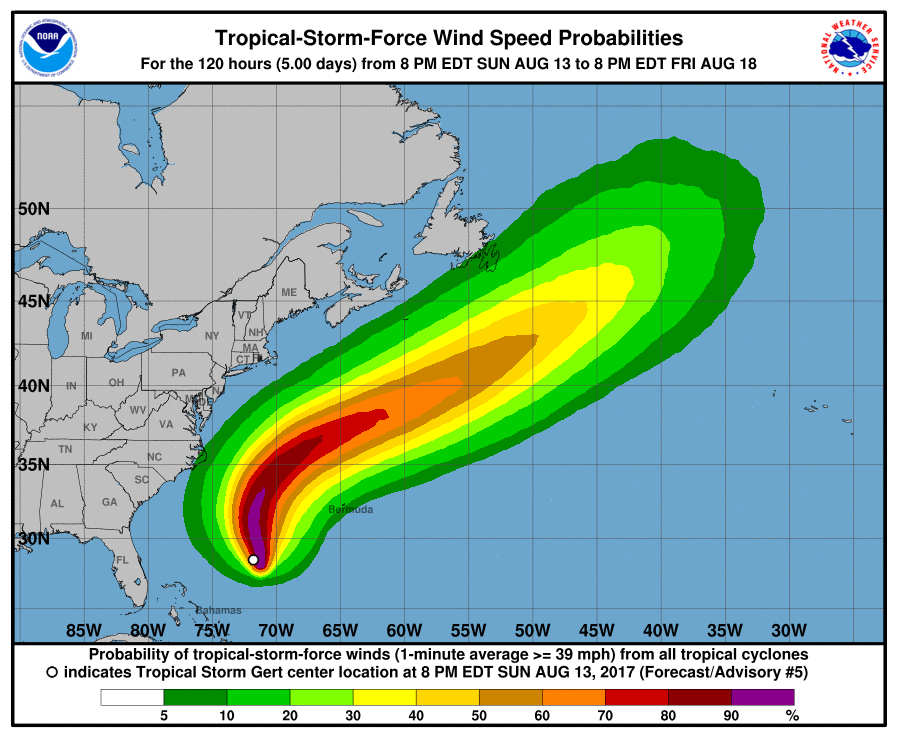 Tropical-Storm-Force Wind Speed Probabilities
For the 120 hours (5.00 days) from 8 PM EDT SUN AUG 13 to 8 PM EDT FRI AUG 18
NOAA
NATIONAL WEATHER SERVICE
50N
45N
ME
VT
MI
NY
NH
MA
CT
40N
IN
OH
PA
WV
KY
VA
35N
TN
NC
SC
AL
GA
Bermuda
30N
FL
Bahamas
85W 80W 75W 70W 65W 60W 55W 50W 45W 40W 35W 30W
Probability of tropical-storm-force winds (1-minute average >= 39 mph) from all tropical cyclones
indicates Tropical Storm Gert center location at 8 PM EDT SUN AUG 13, 2017 (Forecast/Advisory #5)
5 10 20 30 40 50 60 70 80 90 %